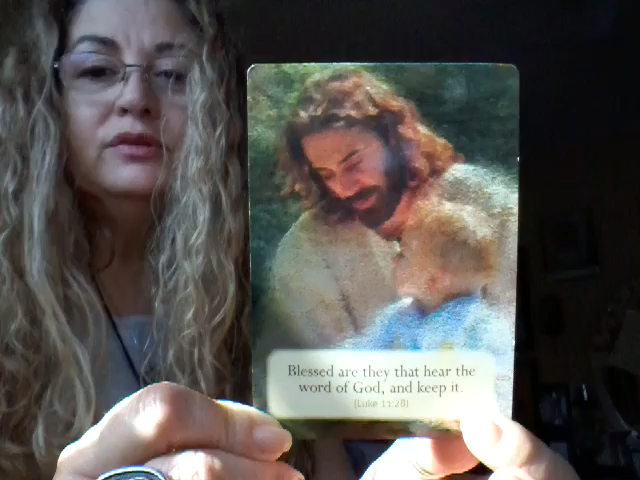 Blessed are they that hear the
word of God, and keep it.
(Luke 11:28)